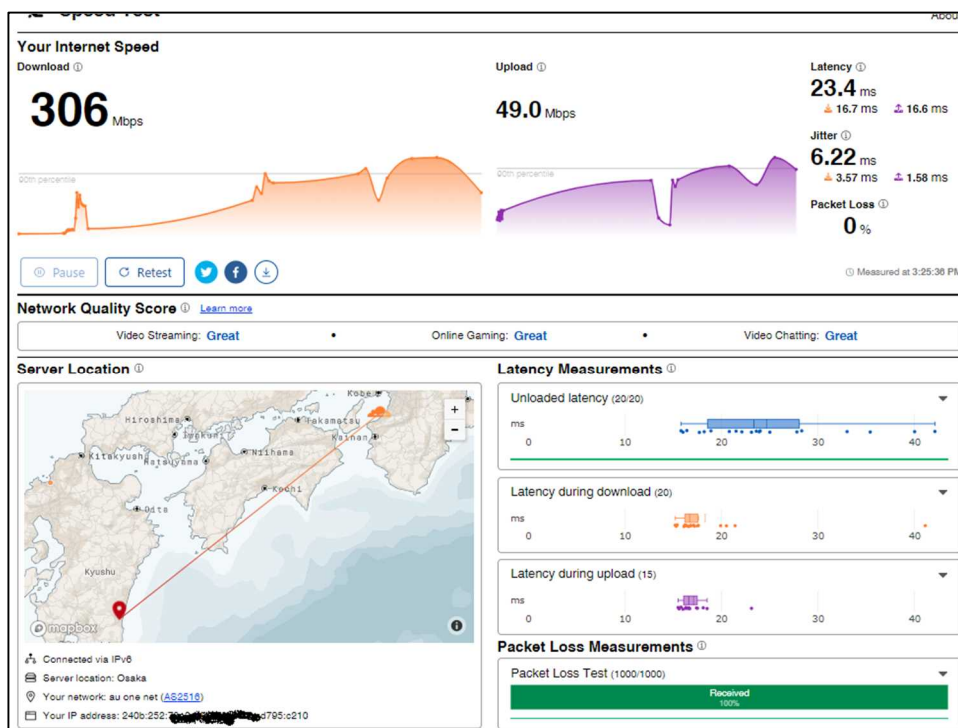 Speed Test
About
Your Internet Speed
Download
306 Mbps
Upload
49.0 Mbps
Latency
23.4 ms
16.7 ms 16.6 ms
Jitter
6.22 ms
3.57 ms 1.58 ms
Packet Loss
0 %
90th percentile
90th percentile
Pause
Retest
Measured at 3:25:36 PM
Network Quality Score Learn more
Video Streaming: Great • Online Gaming: Great • Video Chatting: Great
Server Location
Kobe
Hiroshima
Takamatsu
Iwakuni
Kainan
Niihama
Kitakyush
Matsuyama
Kochi
Oita
Kyushu
mapbox
+
−
Connected via IPv6
Server location: Osaka
Your network: au one net (AS2516)
Your IP address: 240b:252: d795:c210
Latency Measurements
Unloaded latency (20/20)
ms
0 10 20 30 40
Latency during download (20)
ms
0 10 20 30 40
Latency during upload (15)
ms
0 10 20 30 40
Packet Loss Measurements
Packet Loss Test (1000/1000)
Received
100%